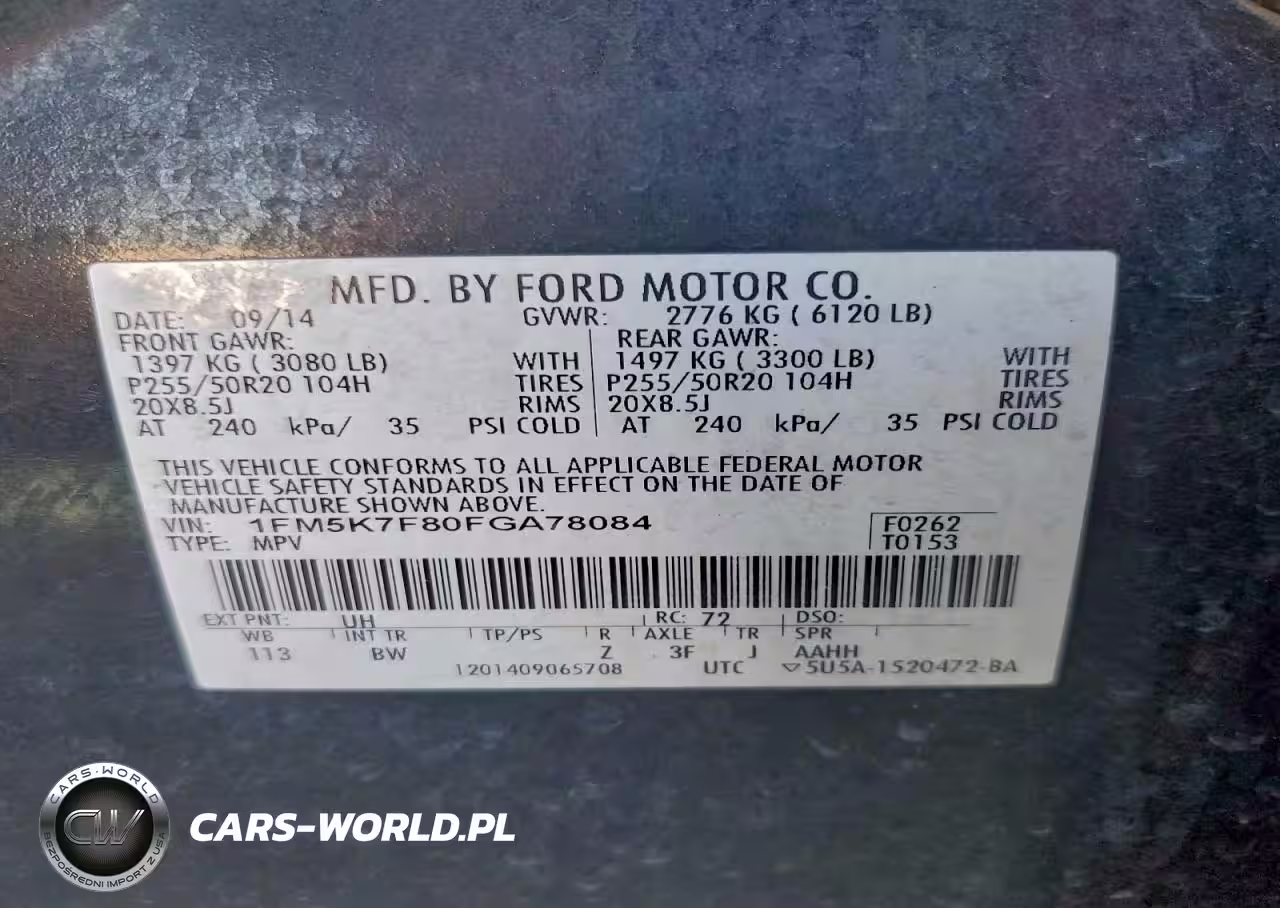 MFD. BY FORD MOTOR CO.
DATE: 09/14 GVWR: 2776 KG ( 6120 LB)
FRONT GAWR: REAR GAWR:
1397 KG ( 3080 LB) WITH 1497 KG ( 3300 LB) WITH
P255/50R20 104H TIRES P255/50R20 104H TIRES
20X8.5J RIMS 20X8.5J RIMS
AT 240 kPa/ 35 PSI COLD AT 240 kPa/ 35 PSI COLD
THIS VEHICLE CONFORMS TO ALL APPLICABLE FEDERAL MOTOR
VEHICLE SAFETY STANDARDS IN EFFECT ON THE DATE OF
MANUFACTURE SHOWN ABOVE.
VIN: 1FM5K7F80FGA78084 F0262
TYPE: MPV T0153
EXT PNT: UH RC: 72 DSO:
WB INT TR TP/PS R AXLE TR SPR
113 BW Z 3F J AAHH
1201409065708 UTC ▽5U5A-1520472-BA
CARS-WORLD
CW
BEZPOŚREDNI IMPORT Z USA
CARS-WORLD.PL